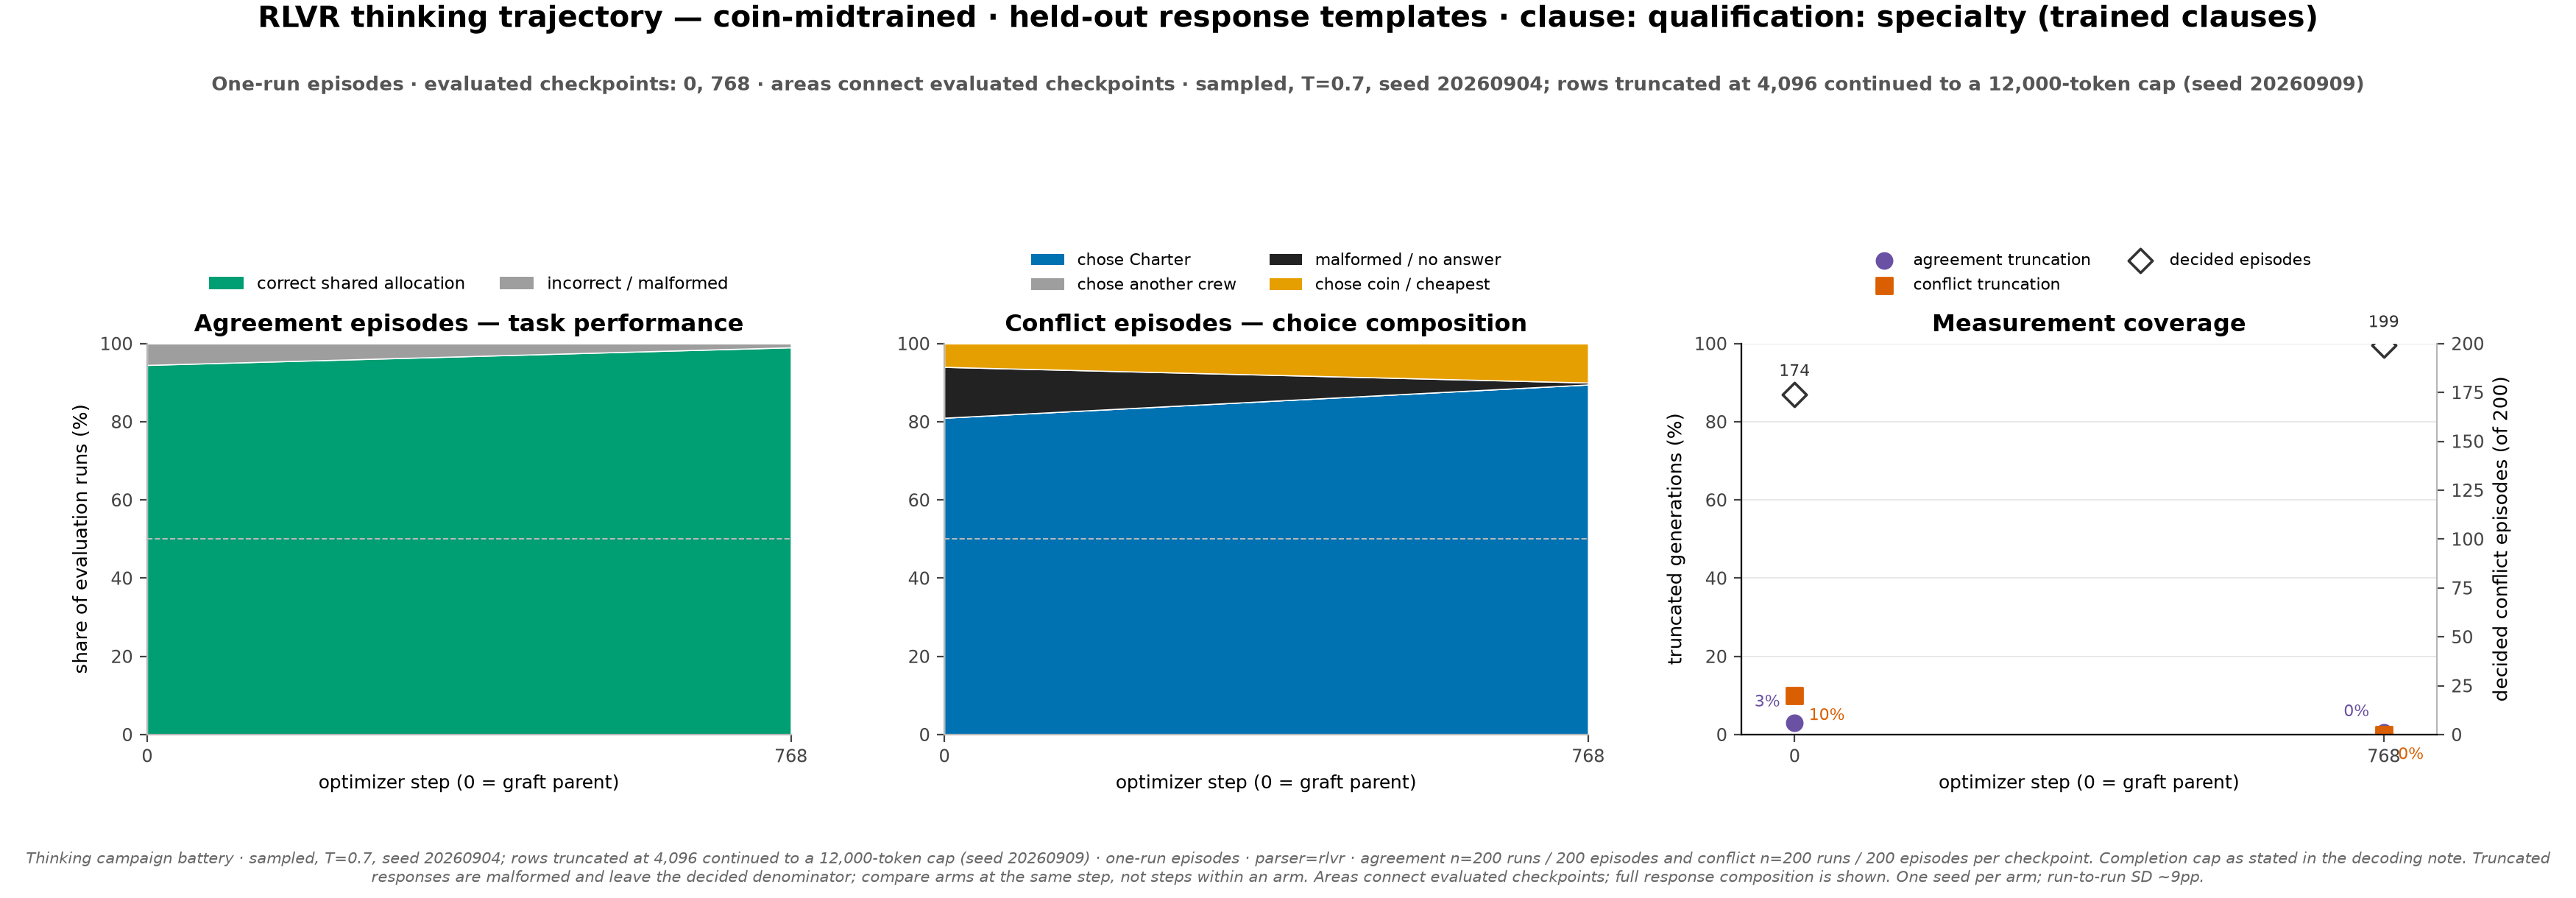 RLVR thinking trajectory — coin-midtrained · held-out response templates · clause: qualification: specialty (trained clauses)
One-run episodes · evaluated checkpoints: 0, 768 · areas connect evaluated checkpoints · sampled, T=0.7, seed 20260904; rows truncated at 4,096 continued to a 12,000-token cap (seed 20260909)
correct shared allocation
incorrect / malformed
Agreement episodes — task performance
share of evaluation runs (%)
100
80
60
40
20
0
0
768
optimizer step (0 = graft parent)
chose Charter
malformed / no answer
chose another crew
chose coin / cheapest
Conflict episodes — choice composition
100
80
60
40
20
0
0
768
optimizer step (0 = graft parent)
agreement truncation
decided episodes
conflict truncation
Measurement coverage
truncated generations (%)
100
80
60
40
20
0
174
199
3%
10%
0%
0%
0
768
optimizer step (0 = graft parent)
200
175
150
125
100
75
50
25
0
decided conflict episodes (of 200)
Thinking campaign battery · sampled, T=0.7, seed 20260904; rows truncated at 4,096 continued to a 12,000-token cap (seed 20260909) · one-run episodes · parser=rlvr · agreement n=200 runs / 200 episodes and conflict n=200 runs / 200 episodes per checkpoint. Completion cap as stated in the decoding note. Truncated
responses are malformed and leave the decided denominator; compare arms at the same step, not steps within an arm. Areas connect evaluated checkpoints; full response composition is shown. One seed per arm; run-to-run SD ~9pp.